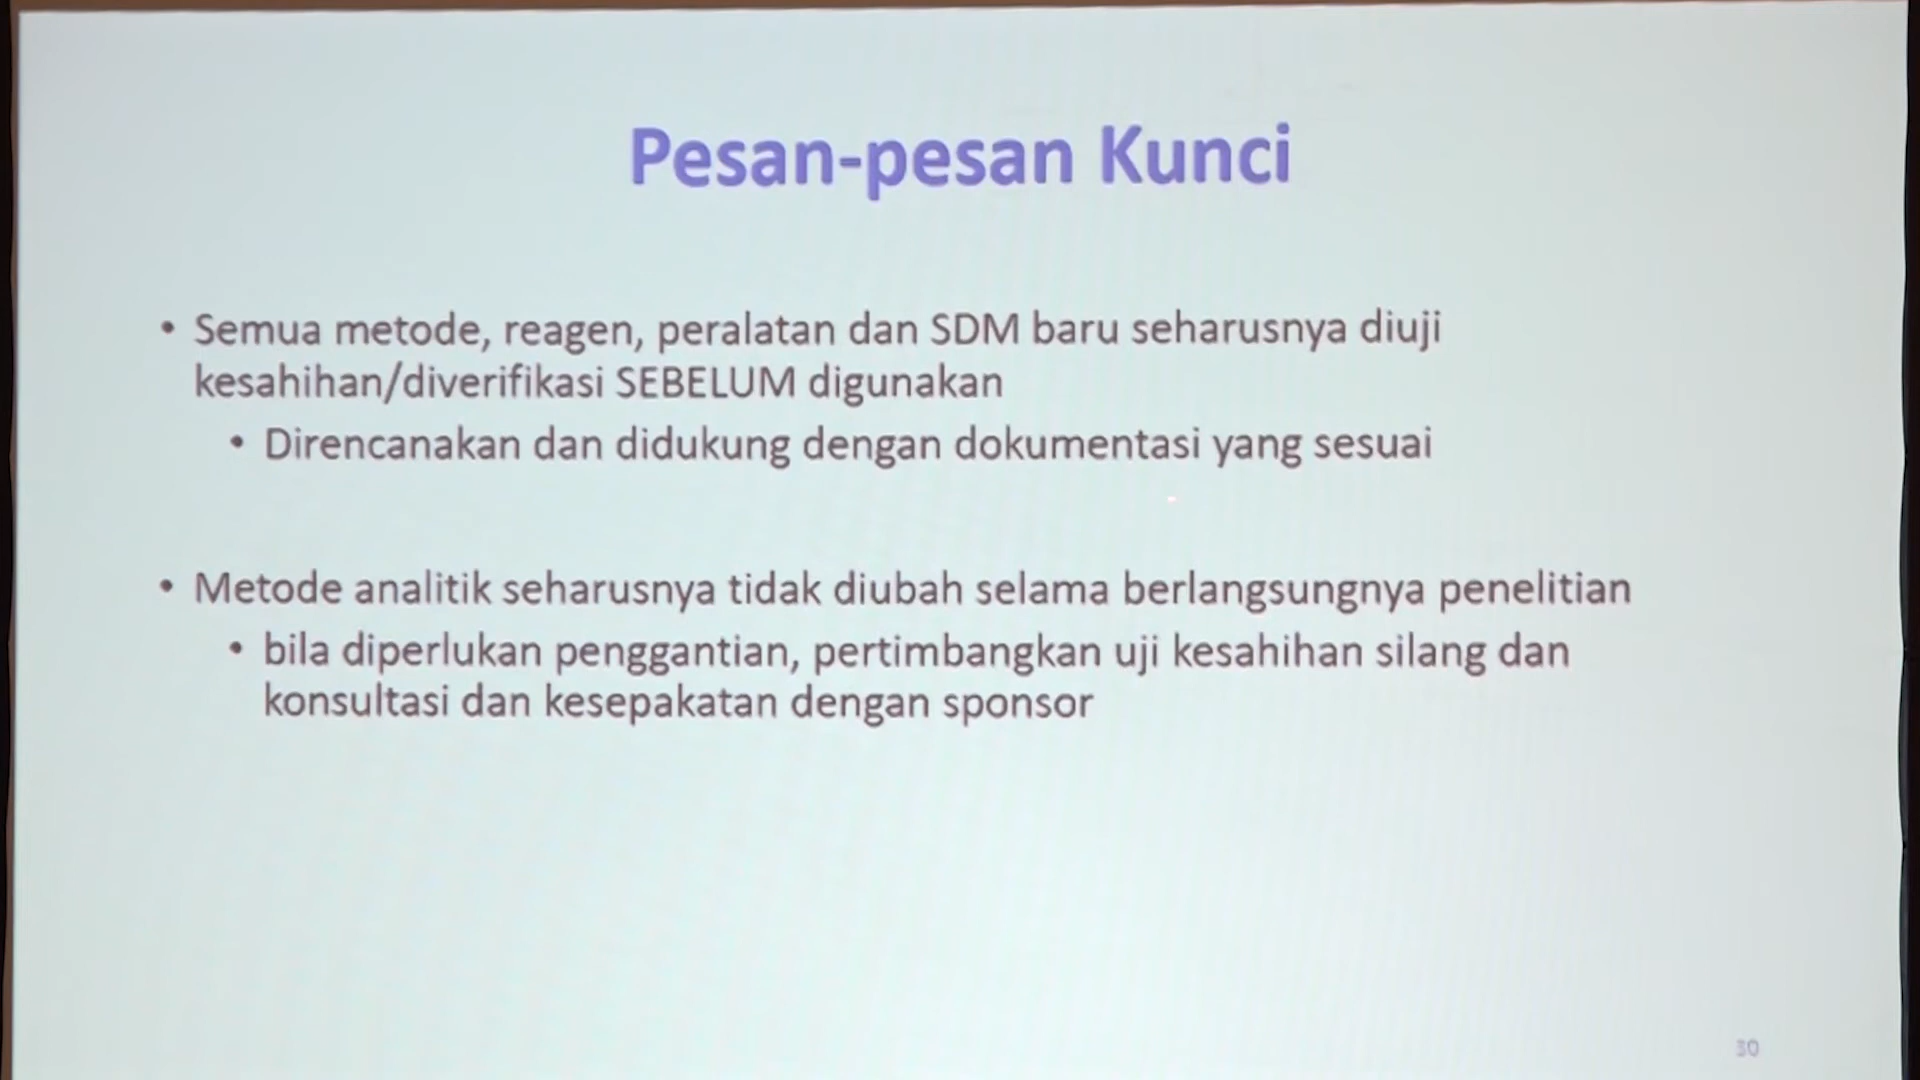 Pesan-pesan Kunci
• Semua metode, reagen, peralatan dan SDM baru seharusnya diuji
kesahihan/diverifikasi SEBELUM digunakan
• Direncanakan dan didukung dengan dokumentasi yang sesuai
• Metode analitik seharusnya tidak diubah selama berlangsungnya penelitian
• bila diperlukan penggantian, pertimbangkan uji kesahihan silang dan
konsultasi dan kesepakatan dengan sponsor
30